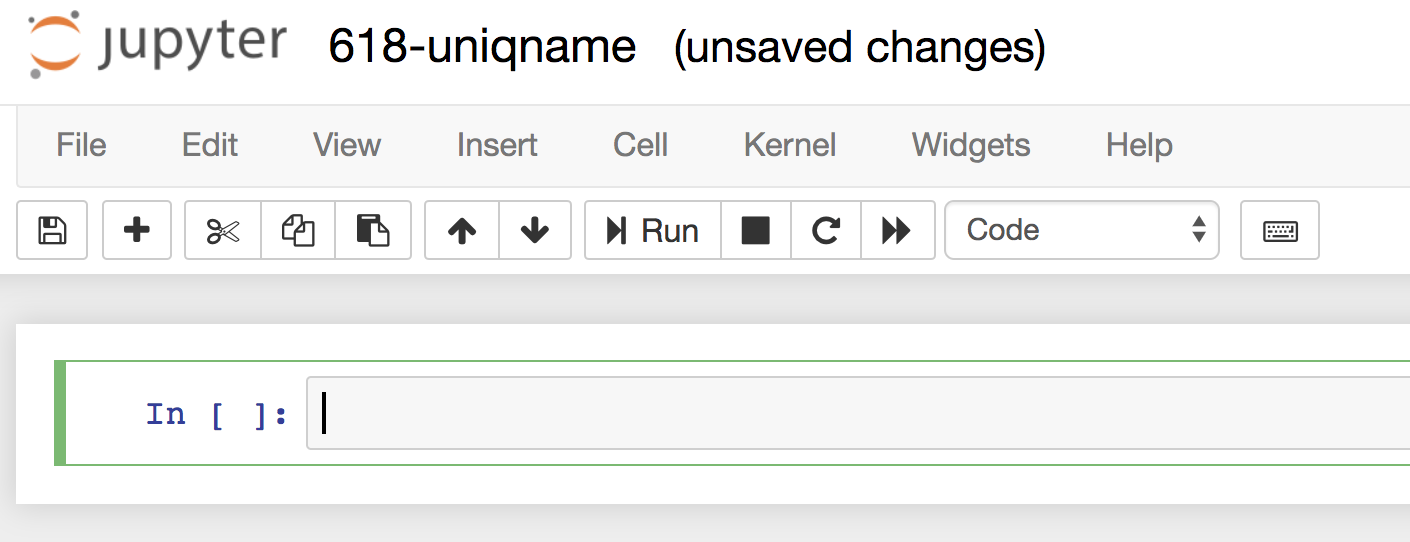 jupyter 618-uniqname (unsaved changes)
File Edit View Insert Cell Kernel Widgets Help
Run Code
In [ ]: